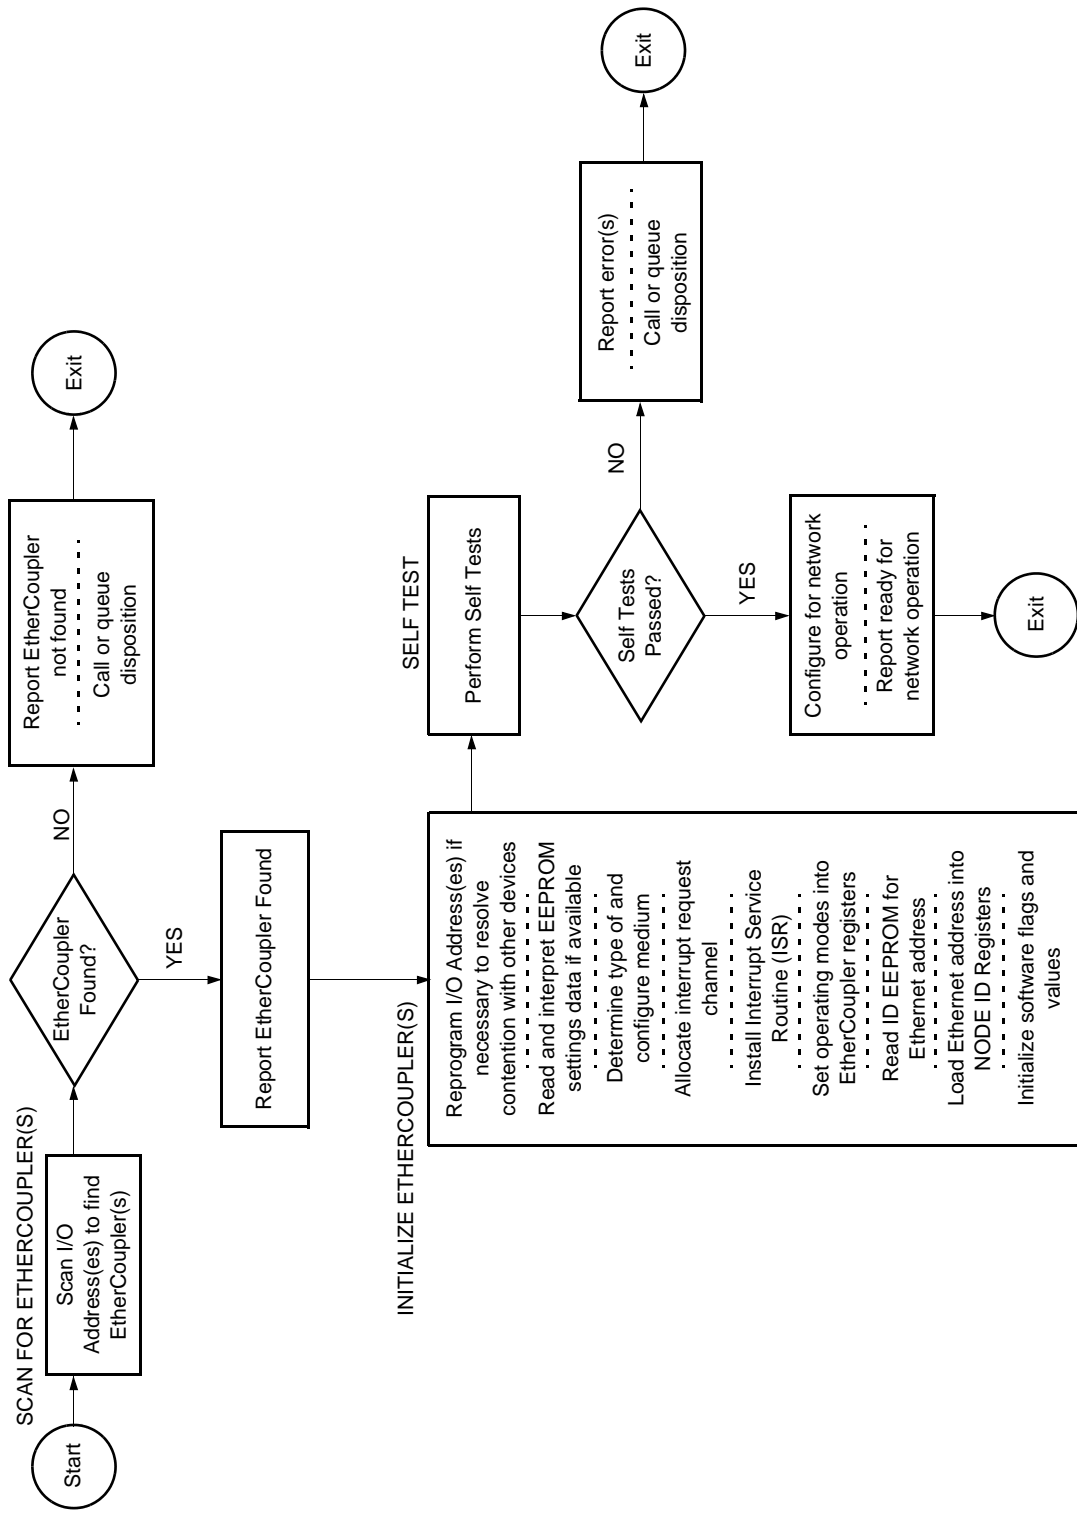 SCAN FOR ETHERCOUPLER(S)
Start
Scan I/O
Address(es) to find
EtherCoupler(s)
EtherCoupler
Found?
NO
Report EtherCoupler
not found
Call or queue
disposition
Exit
YES
Report EtherCoupler Found
INITIALIZE ETHERCOUPLER(S)
Reprogram I/O Address(es) if
necessary to resolve
contention with other devices
Read and interpret EEPROM
settings data if available
Determine type of and
configure medium
Allocate interrupt request
channel
Install Interrupt Service
Routine (ISR)
Set operating modes into
EtherCoupler registers
Read ID EEPROM for
Ethernet address
Load Ethernet address into
NODE ID Registers
Initialize software flags and
values
SELF TEST
Perform Self Tests
Self Tests
Passed?
NO
Report error(s)
Call or queue
disposition
Exit
YES
Configure for network
operation
Report ready for
network operation
Exit